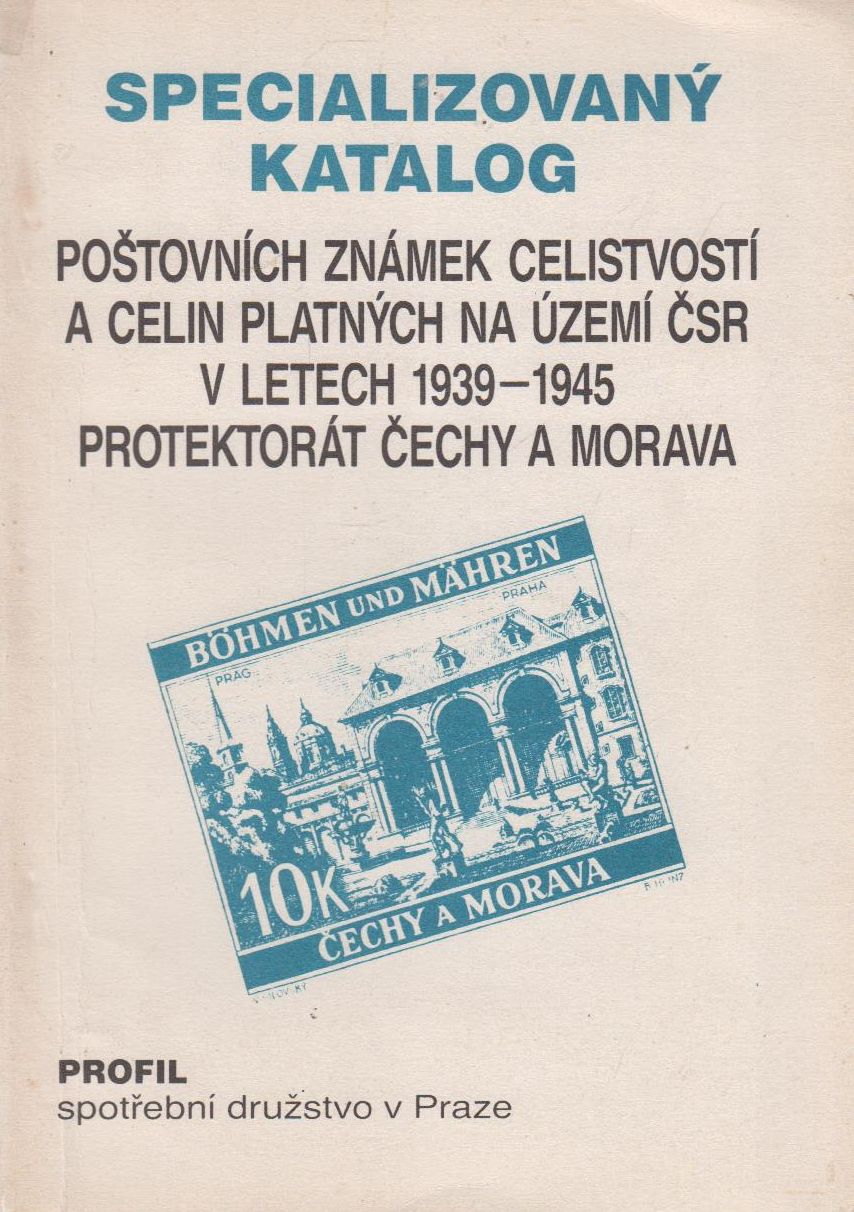 SPECIALIZOVANÝ
KATALOG
POŠTOVNÍCH ZNÁMEK CELISTVOSTÍ
A CELIN PLATNÝCH NA ÚZEMÍ ČSR
V LETECH 1939–1945
PROTEKTORÁT ČECHY A MORAVA
BÖHMEN UND MÄHREN
PRAG
PRAHA
10K
ČECHY A MORAVA
PROFIL
spotřební družstvo v Praze